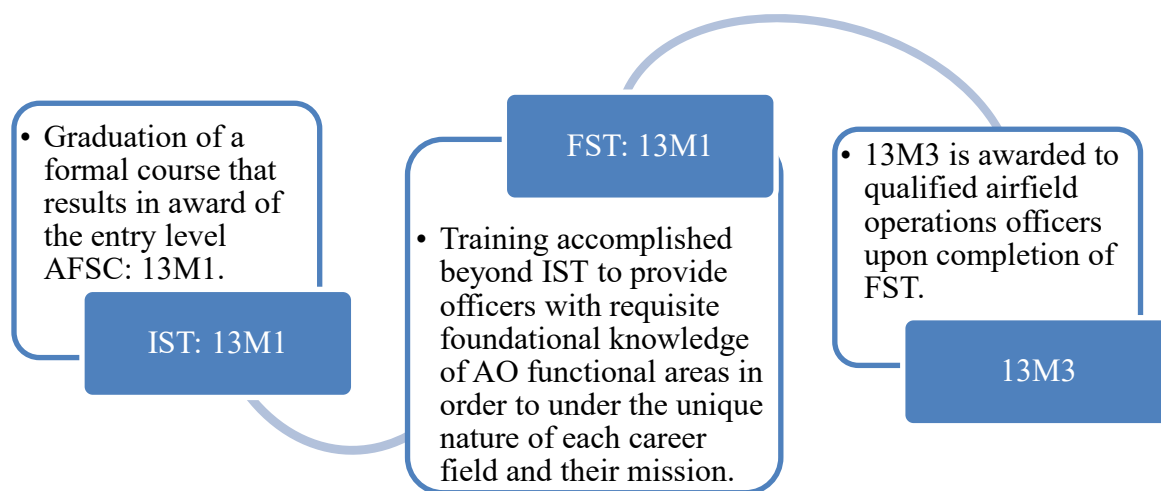 • Graduation of a
formal course that
results in award of
the entry level
AFSC: 13M1.
IST: 13M1
FST: 13M1
• Training accomplished
beyond IST to provide
officers with requisite
foundational knowledge
of AO functional areas in
order to under the unique
nature of each career
field and their mission.
• 13M3 is awarded to
qualified airfield
operations officers
upon completion of
FST.
13M3